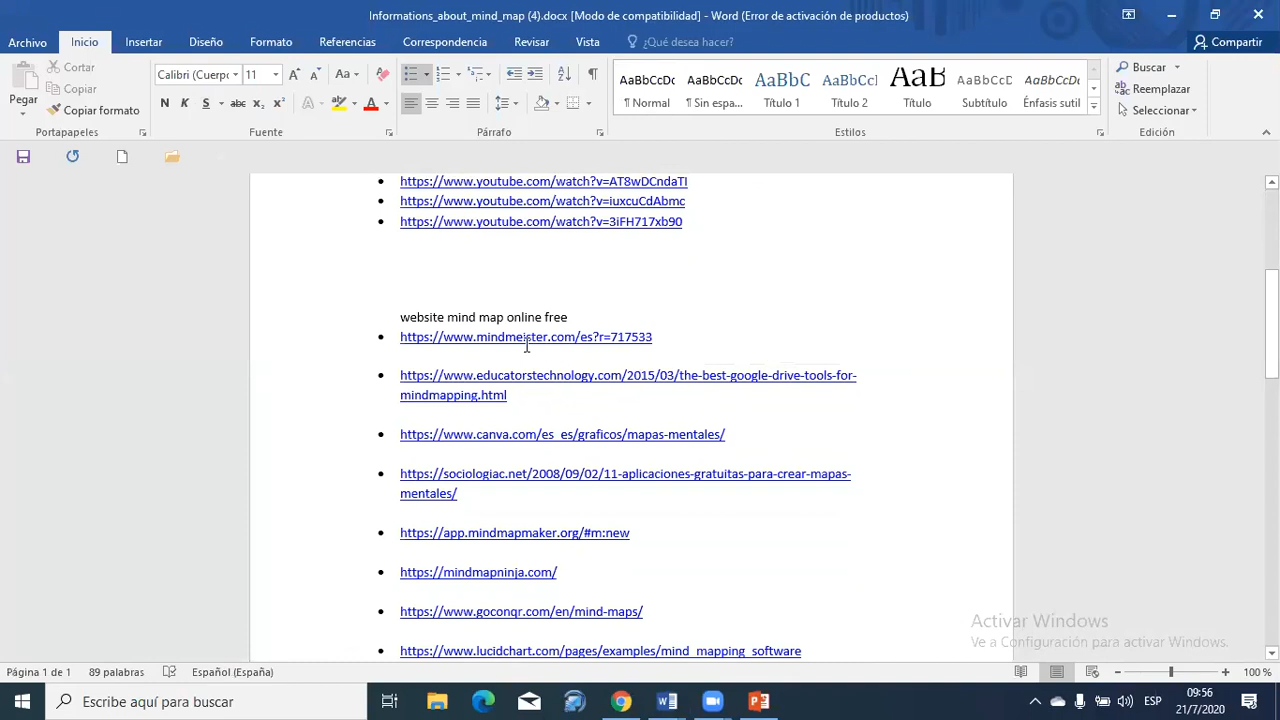 Informations_about_mind_map (4).docx [Modo de compatibilidad] - Word (Error de activación de productos)
Archivo Inicio Insertar Diseño Formato Referencias Correspondencia Revisar Vista ¿Qué desea hacer? Compartir
Pegar
Cortar
Copiar
Copiar formato
Portapapeles
Calibri (Cuerpo 11
Fuente
Párrafo
AaBbCcDc AaBbCcDc AaBbC AaBbCcI AaB AaBbCcD AaBbCcDc
¶ Normal ¶ Sin espa... Título 1 Título 2 Título Subtítulo Énfasis sutil
Estilos
Buscar
Reemplazar
Seleccionar
Edición
• https://www.youtube.com/watch?v=AT8wDCndaTI
• https://www.youtube.com/watch?v=iuxcuCdAbmc
• https://www.youtube.com/watch?v=3iFH717xb90
website mind map online free
• https://www.mindmeister.com/es?r=717533
• https://www.educatorstechnology.com/2015/03/the-best-google-drive-tools-for-
mindmapping.html
• https://www.canva.com/es_es/graficos/mapas-mentales/
• https://sociologiac.net/2008/09/02/11-aplicaciones-gratuitas-para-crear-mapas-
mentales/
• https://app.mindmapmaker.org/#m:new
• https://mindmapninja.com/
• https://www.goconqr.com/en/mind-maps/
• https://www.lucidchart.com/pages/examples/mind_mapping_software
Activar Windows
Ve a Configuración para activar Windows.
Página 1 de 1 89 palabras Español (España) 100 %
Escribe aquí para buscar
ESP
09:56
21/7/2020